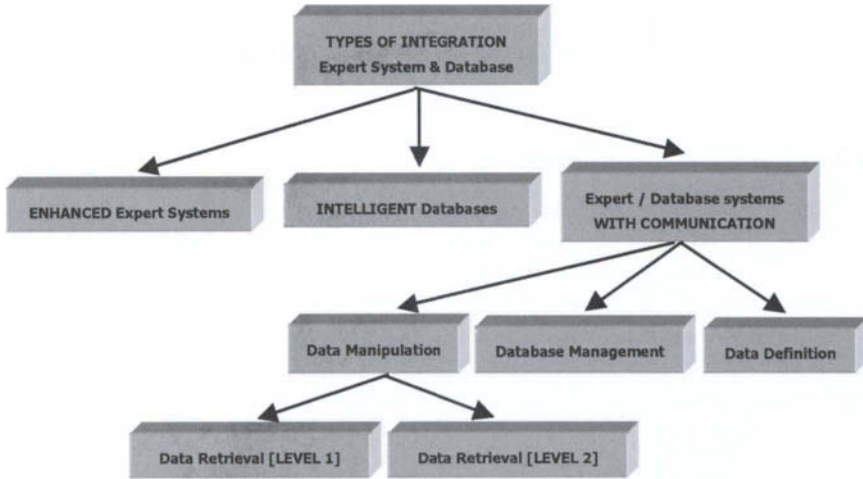 TYPES OF INTEGRATION
Expert System & Database
ENHANCED Expert Systems
INTELLIGENT Databases
Expert / Database systems
WITH COMMUNICATION
Data Manipulation
Database Management
Data Definition
Data Retrieval [LEVEL 1]
Data Retrieval [LEVEL 2]